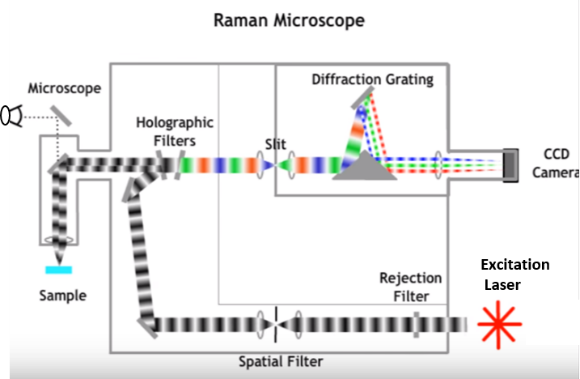 Raman Microscope
Diffraction Grating
Microscope
Holographic
Filters
Slit
CCD
Camera
Sample
Rejection
Filter
Excitation
Laser
Spatial Filter